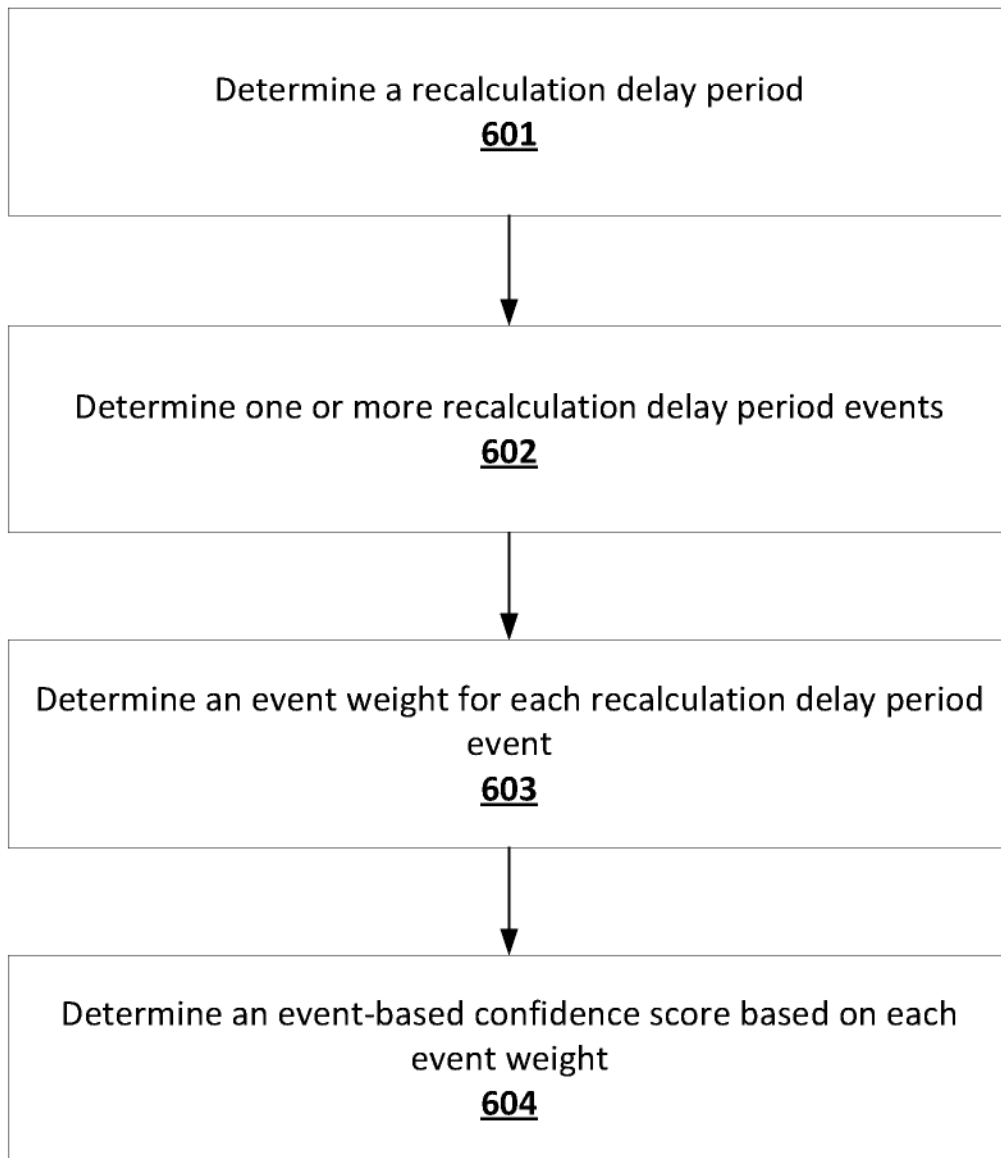 Determine a recalculation delay period
601
Determine one or more recalculation delay period events
602
Determine an event weight for each recalculation delay period
event
603
Determine an event-based confidence score based on each
event weight
604